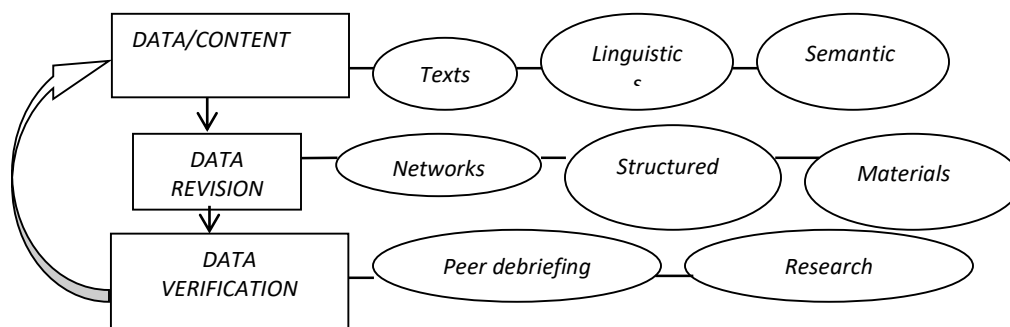 DATA/CONTENT
Texts
Linguistic
Semantic
DATA
REVISION
Networks
Structured
Materials
DATA
VERIFICATION
Peer debriefing
Research